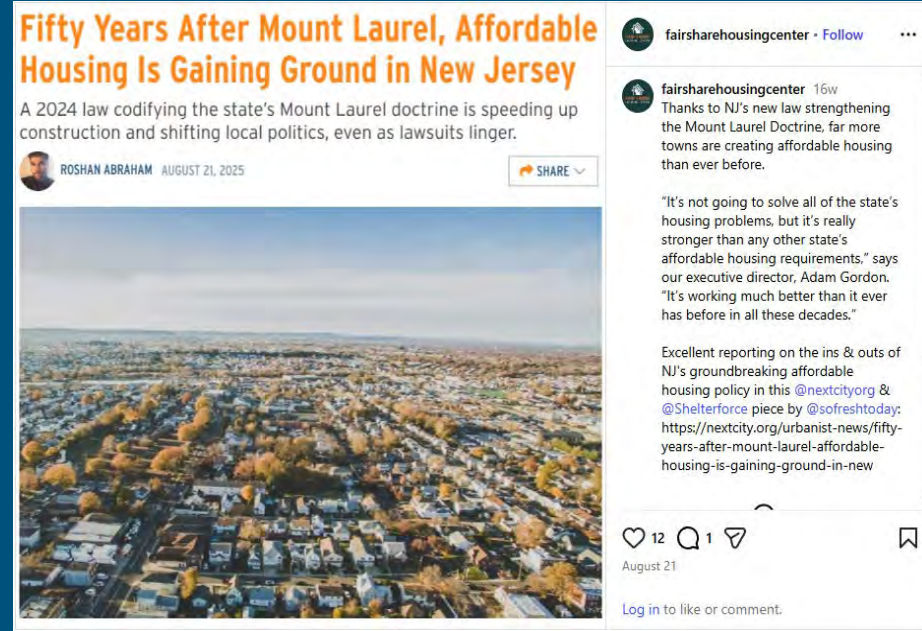 Fifty Years After Mount Laurel, Affordable
Housing Is Gaining Ground in New Jersey
A 2024 law codifying the state's Mount Laurel doctrine is speeding up
construction and shifting local politics, even as lawsuits linger.
ROSHAN ABRAHAM AUGUST 21, 2025
SHARE
fairsharehousingcenter • Follow
fairsharehousingcenter 16w
Thanks to NJ's new law strengthening
the Mount Laurel Doctrine, far more
towns are creating affordable housing
than ever before.
"It's not going to solve all of the state's
housing problems, but it's really
stronger than any other state's
affordable housing requirements," says
our executive director, Adam Gordon.
"It's working much better than it ever
has before in all these decades."
Excellent reporting on the ins & outs of
NJ's groundbreaking affordable
housing policy in this @nextcityorg &
@Shelterforce piece by @sofreshtoday:
https://nextcity.org/urbanist-news/fifty-
years-after-mount-laurel-affordable-
housing-is-gaining-ground-in-new
12 1
August 21
Log in to like or comment.